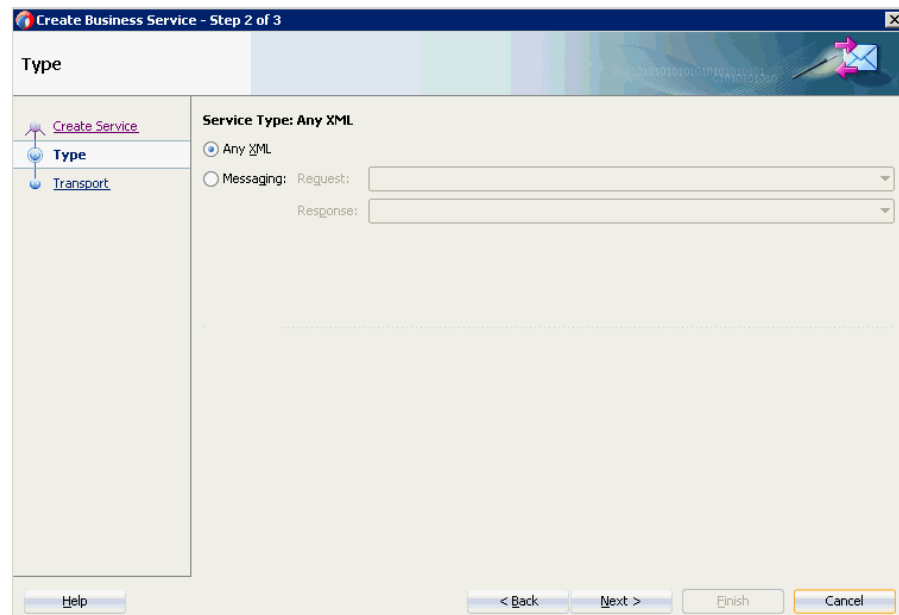 Create Business Service - Step 2 of 3
Type
Create Service
Type
Transport
Service Type: Any XML
Any XML
Messaging: Request:
Response:
Help
< Back
Next >
Finish
Cancel